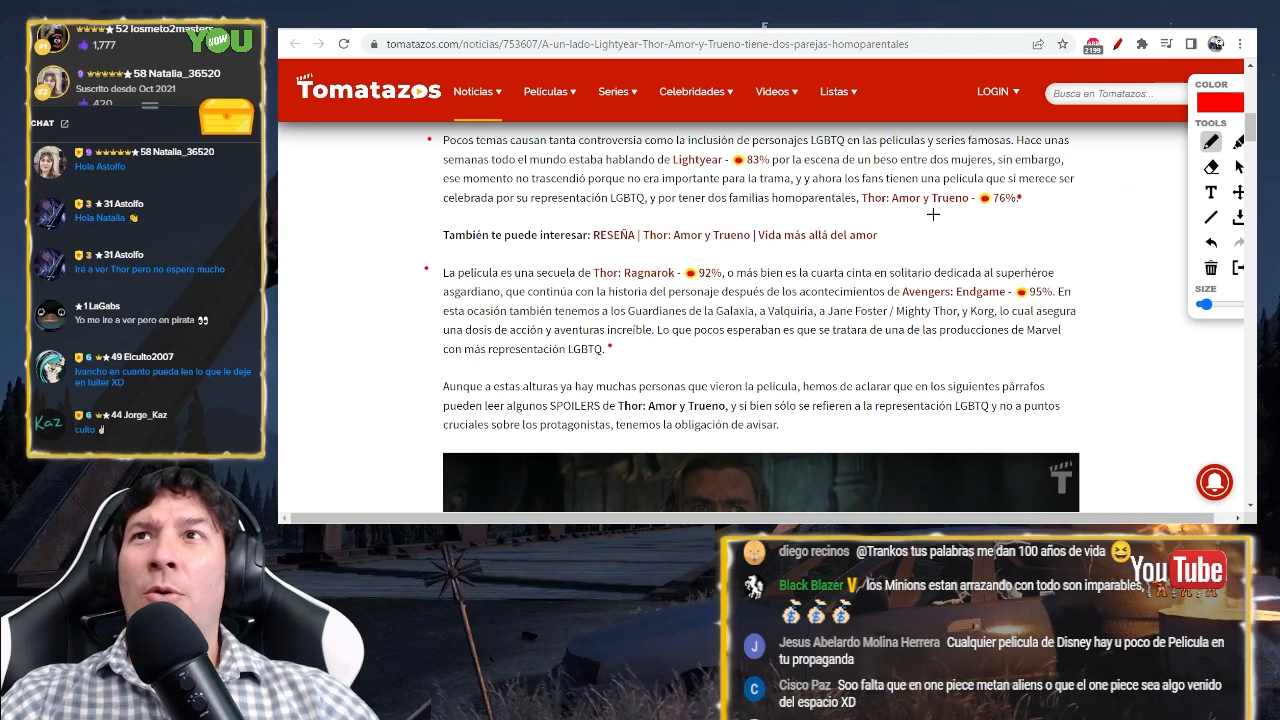 52 losmeto2masters
#1
1,777
YOU
NOW
9 58 Natalia_36520
#2
Suscrito desde Oct 2021
420
CHAT
9 58 Natalia_36520
Hola Astolfo
3 31 Astolfo
Hola Natalia 👋
3 31 Astolfo
Iré a ver Thor pero no espero mucho
1 LaGabs
Yo me ire a ver pero en pirata 👀
6 49 Elculto2007
Ivancho en cuanto pueda lea lo que le deje
en tuiter XD
Kaz
6 44 Jorge_Kaz
culto ✌
tomatazos.com/noticias/753607/A-un-lado-Lightyear-Thor-Amor-y-Trueno-tiene-dos-parejas-homoparentales
2199
Tomatazos
Noticias ▾ Películas ▾ Series ▾ Celebridades ▾ Videos ▾ Listas ▾ LOGIN ▾ Busca en Tomatazos...
Pocos temas causan tanta controversia como la inclusión de personajes LGBTQ en las películas y series famosas. Hace unas
semanas todo el mundo estaba hablando de Lightyear - 83% por la escena de un beso entre dos mujeres, sin embargo,
ese momento no trascendió porque no era importante para la trama, y y ahora los fans tienen una película que sí merece ser
celebrada por su representación LGBTQ, y por tener dos familias homoparentales, Thor: Amor y Trueno - 76%.
También te puede interesar: RESEÑA | Thor: Amor y Trueno | Vida más allá del amor
La película es una secuela de Thor: Ragnarok - 92%, o más bien es la cuarta cinta en solitario dedicada al superhéroe
asgardiano, que continúa con la historia del personaje después de los acontecimientos de Avengers: Endgame - 95%. En
esta ocasión también tenemos a los Guardianes de la Galaxia, a Valquiria, a Jane Foster / Mighty Thor, y Korg, lo cual asegura
una dosis de acción y aventuras increíble. Lo que pocos esperaban es que se tratara de una de las producciones de Marvel
con más representación LGBTQ.
Aunque a estas alturas ya hay muchas personas que vieron la película, hemos de aclarar que en los siguientes párrafos
pueden leer algunos SPOILERS de Thor: Amor y Trueno, y si bien sólo se refieren a la representación LGBTQ y no a puntos
cruciales sobre los protagonistas, tenemos la obligación de avisar.
T
COLOR
TOOLS
T
SIZE
diego recinos @Trankos tus palabras me dan 100 años de vida 😆
YouTube
Black Blazer V los Minions estan arrazando con todo son imparables,
💰💰💰
J
Jesus Abelardo Molina Herrera Cualquier pelicula de Disney hay u poco de Pelicula en
tu propaganda
C
Cisco Paz Soo falta que en one piece metan aliens o que el one piece sea algo venido
del espacio XD